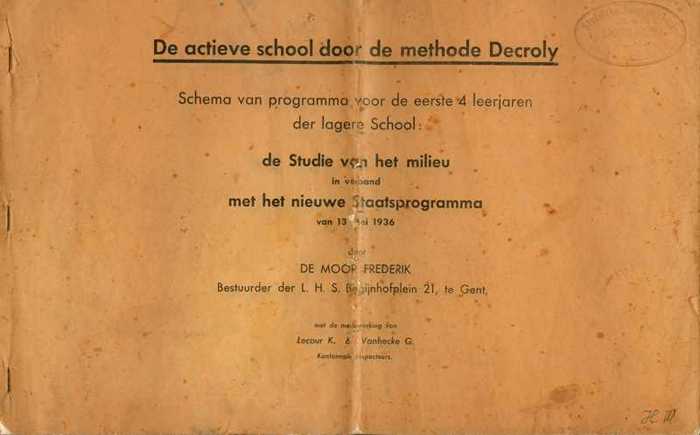 De actieve school door de methode Decroly
Schema van programma voor de eerste 4 leerjaren
der lagere School:
de Studie van het milieu
in verband
met het nieuwe Staatsprogramma
van 13 Mei 1936
door
DE MOOR FREDERIK
Bestuurder der L. H. S. Begijnhofplein 21, te Gent,
met de medewerking van
Lecour K. & Vanhecke G.
Kantonnale Inspecteurs.